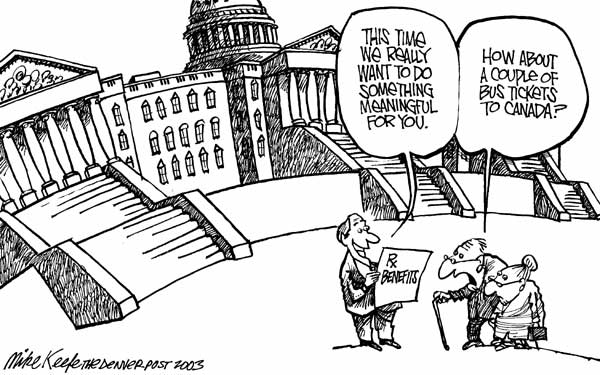 THIS TIME
WE REALLY
WANT TO DO
SOMETHING
MEANINGFUL
FOR YOU.
HOW ABOUT
A COUPLE OF
BUS TICKETS
TO CANADA?
Rx
BENEFITS
MIKE KEEFE THE DENVER POST 2003